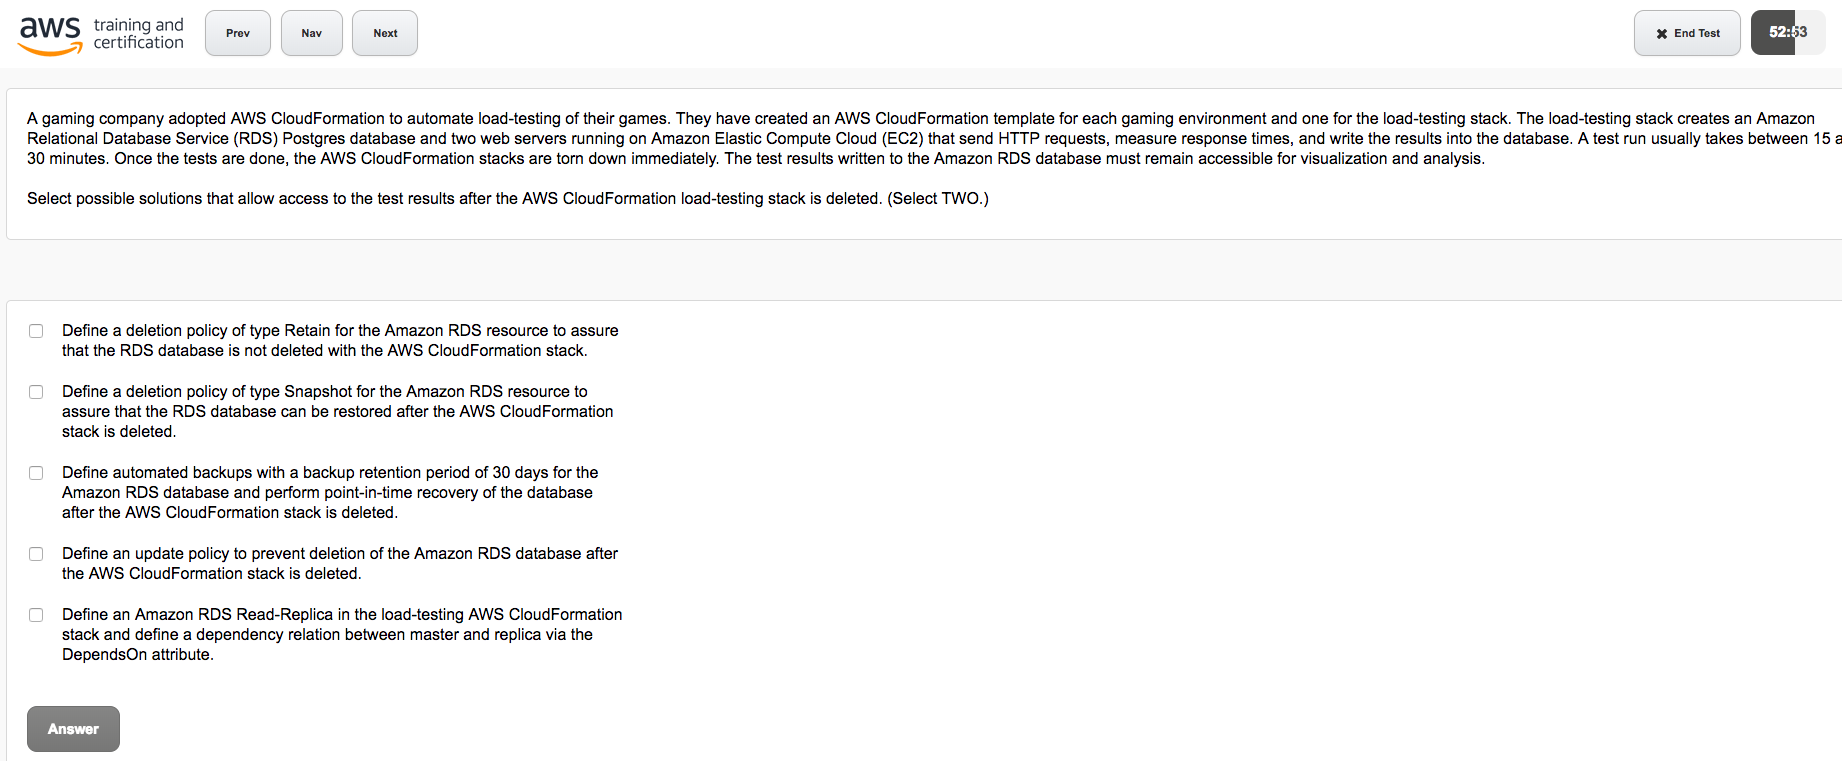 aws training and certification
Prev
Nav
Next
End Test
52:53
A gaming company adopted AWS CloudFormation to automate load-testing of their games. They have created an AWS CloudFormation template for each gaming environment and one for the load-testing stack. The load-testing stack creates an Amazon
Relational Database Service (RDS) Postgres database and two web servers running on Amazon Elastic Compute Cloud (EC2) that send HTTP requests, measure response times, and write the results into the database. A test run usually takes between 15 a
30 minutes. Once the tests are done, the AWS CloudFormation stacks are torn down immediately. The test results written to the Amazon RDS database must remain accessible for visualization and analysis.
Select possible solutions that allow access to the test results after the AWS CloudFormation load-testing stack is deleted. (Select TWO.)
Define a deletion policy of type Retain for the Amazon RDS resource to assure
that the RDS database is not deleted with the AWS CloudFormation stack.
Define a deletion policy of type Snapshot for the Amazon RDS resource to
assure that the RDS database can be restored after the AWS CloudFormation
stack is deleted.
Define automated backups with a backup retention period of 30 days for the
Amazon RDS database and perform point-in-time recovery of the database
after the AWS CloudFormation stack is deleted.
Define an update policy to prevent deletion of the Amazon RDS database after
the AWS CloudFormation stack is deleted.
Define an Amazon RDS Read-Replica in the load-testing AWS CloudFormation
stack and define a dependency relation between master and replica via the
DependsOn attribute.
Answer